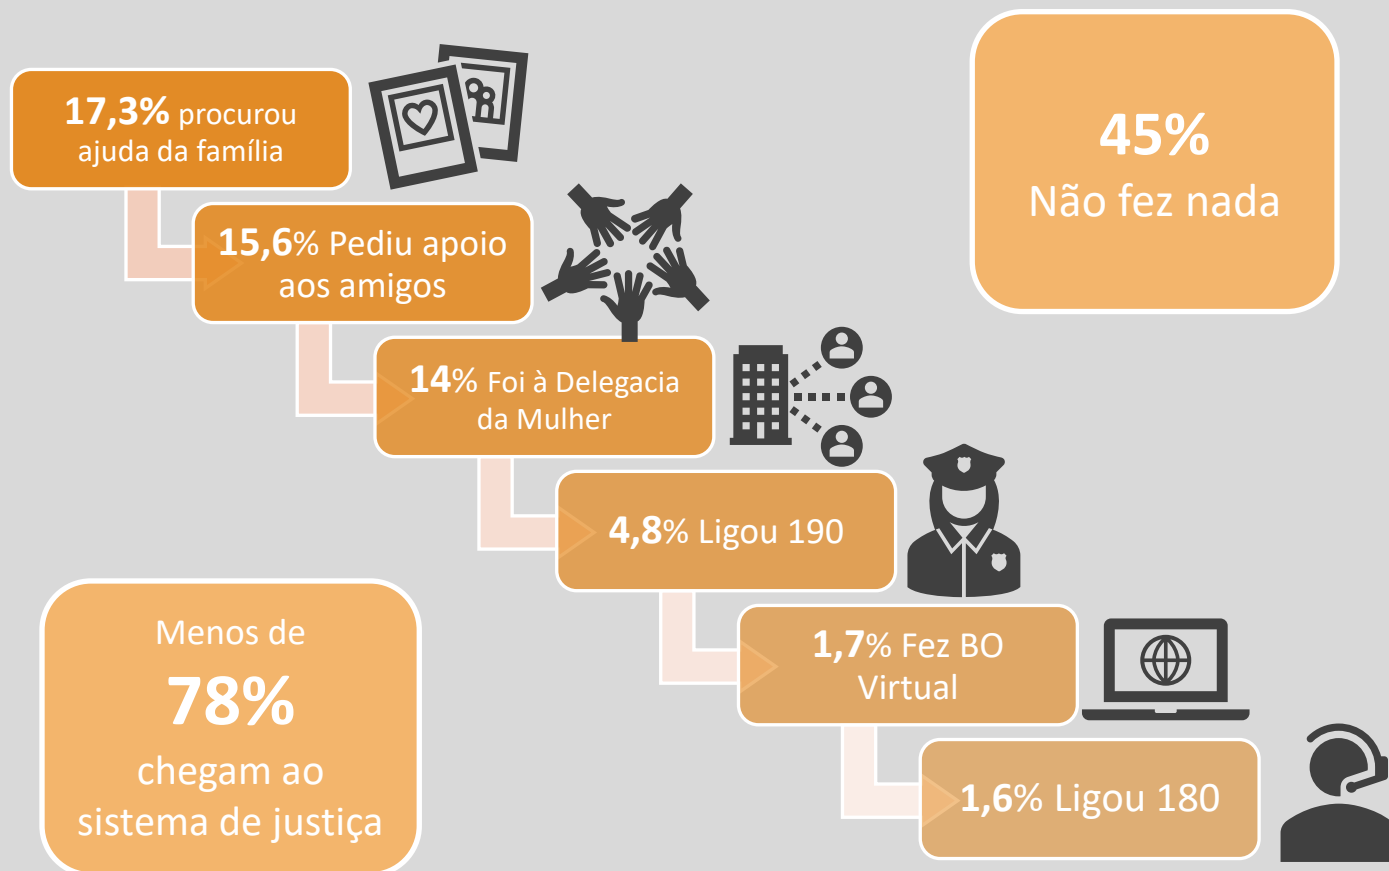 17,3% procurou
ajuda da família
15,6% Pediu apoio
aos amigos
14% Foi à Delegacia
da Mulher
4,8% Ligou 190
1,7% Fez BO
Virtual
1,6% Ligou 180
45%
Não fez nada
Menos de
78%
chegam ao
sistema de justiça